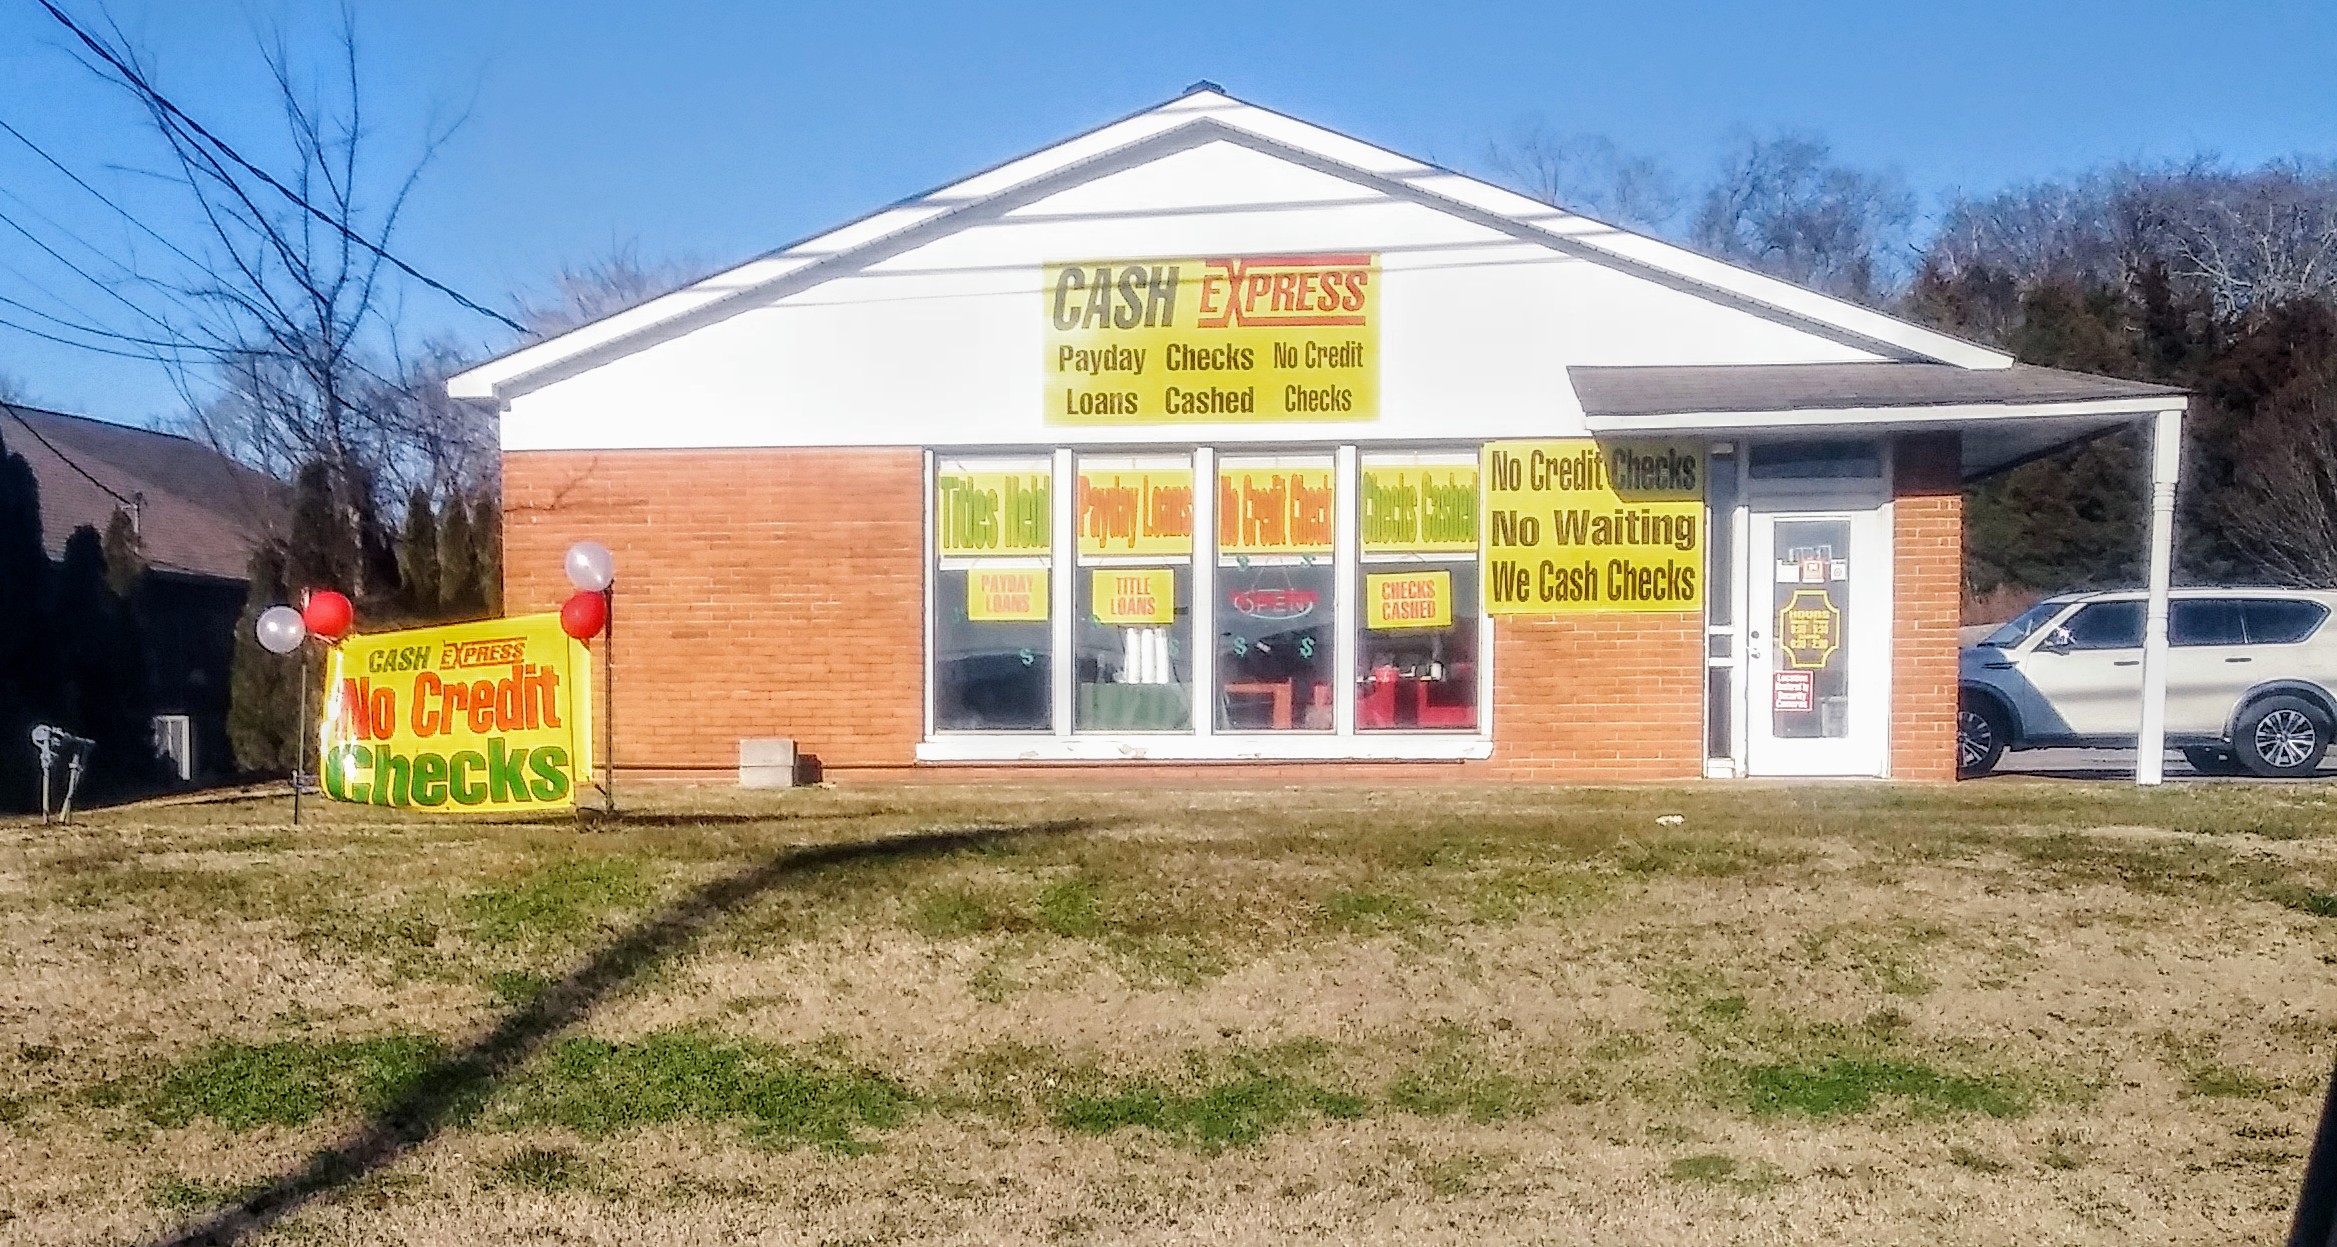 CASH EXPRESS
Payday Checks No Credit
Loans Cashed Checks
Titles Held
Payday Loans
No Credit Check
Checks Cashed
PAYDAY
LOANS
TITLE
LOANS
OPEN
CHECKS
CASHED
No Credit Checks
No Waiting
We Cash Checks
HOURS
CASH EXPRESS
No Credit
Checks